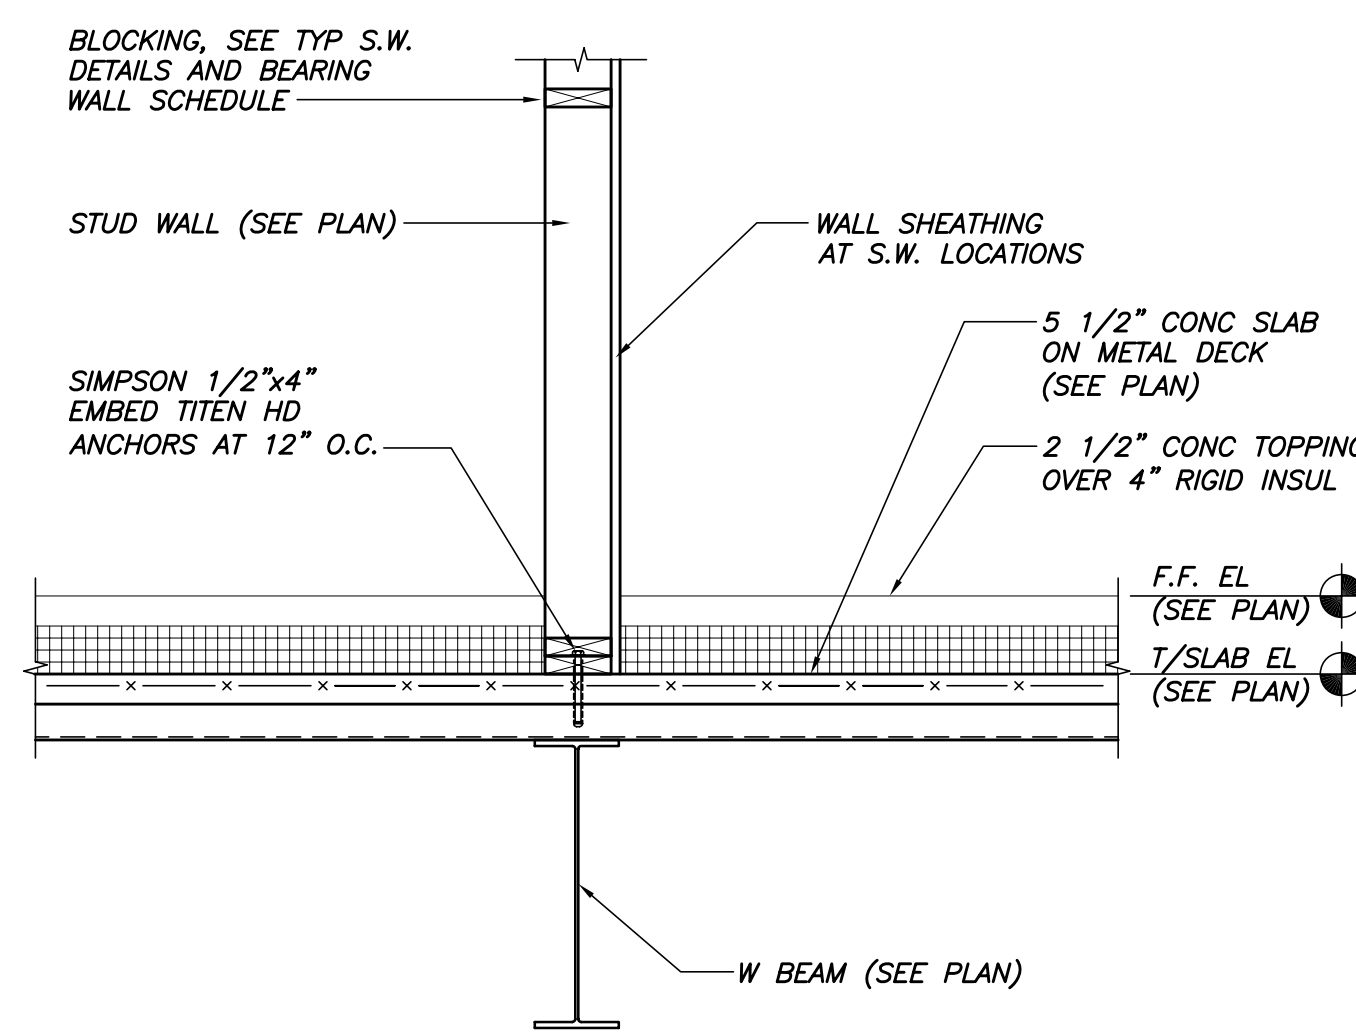 BLOCKING, SEE TYP S.W.
DETAILS AND BEARING
WALL SCHEDULE
STUD WALL (SEE PLAN)
WALL SHEATHING
AT S.W. LOCATIONS
5 1/2" CONC SLAB
ON METAL DECK
(SEE PLAN)
SIMPSON 1/2"x4"
EMBED TITEN HD
ANCHORS AT 12" O.C.
2 1/2" CONC TOPPING
OVER 4" RIGID INSUL
F.F. EL
(SEE PLAN)
T/SLAB EL
(SEE PLAN)
W BEAM (SEE PLAN)